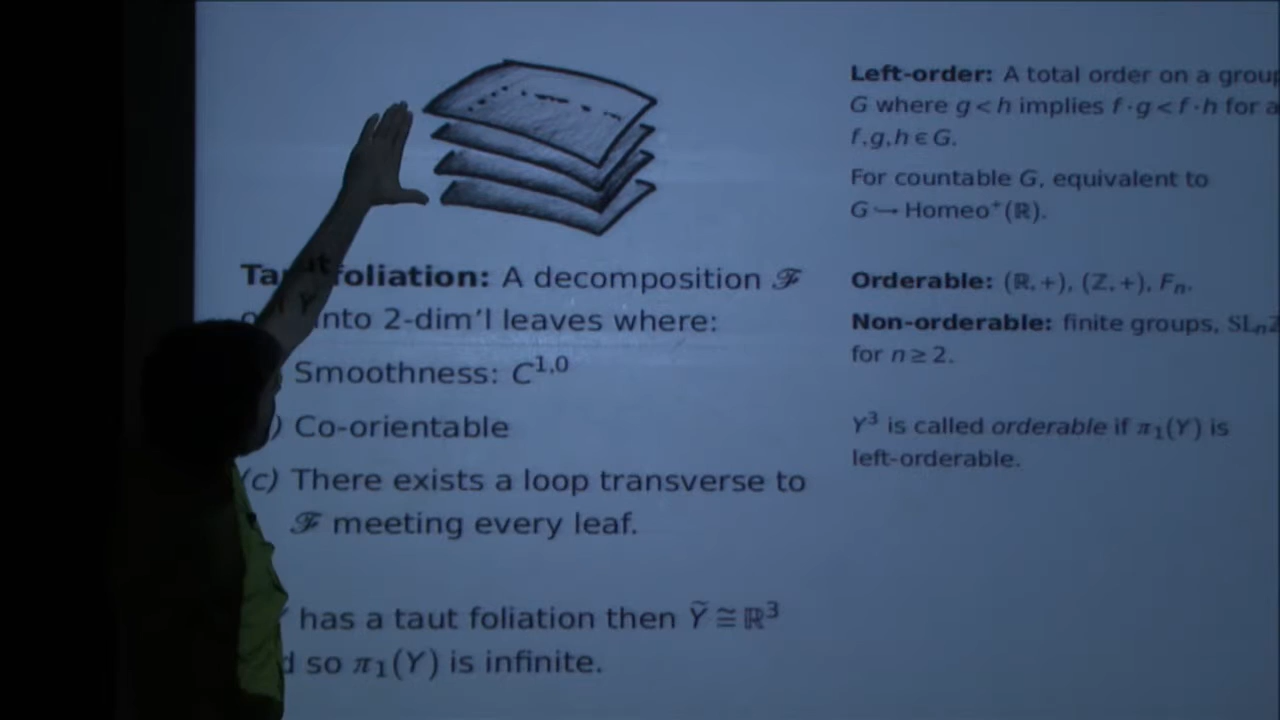 Taut foliation: A decomposition ℱ
into 2-dim'l leaves where:
Smoothness: C^{1,0}
) Co-orientable
(c) There exists a loop transverse to
ℱ meeting every leaf.
has a taut foliation then Ỹ ≅ ℝ³
so π₁(Y) is infinite.
Left-order: A total order on a group
G where g < h implies f · g < f · h for
f, g, h ∈ G.
For countable G, equivalent to
G ↪ Homeo⁺(ℝ).
Orderable: (ℝ, +), (ℤ, +), Fₙ.
Non-orderable: finite groups, SLₙℤ
for n ≥ 2.
Y³ is called orderable if π₁(Y) is
left-orderable.